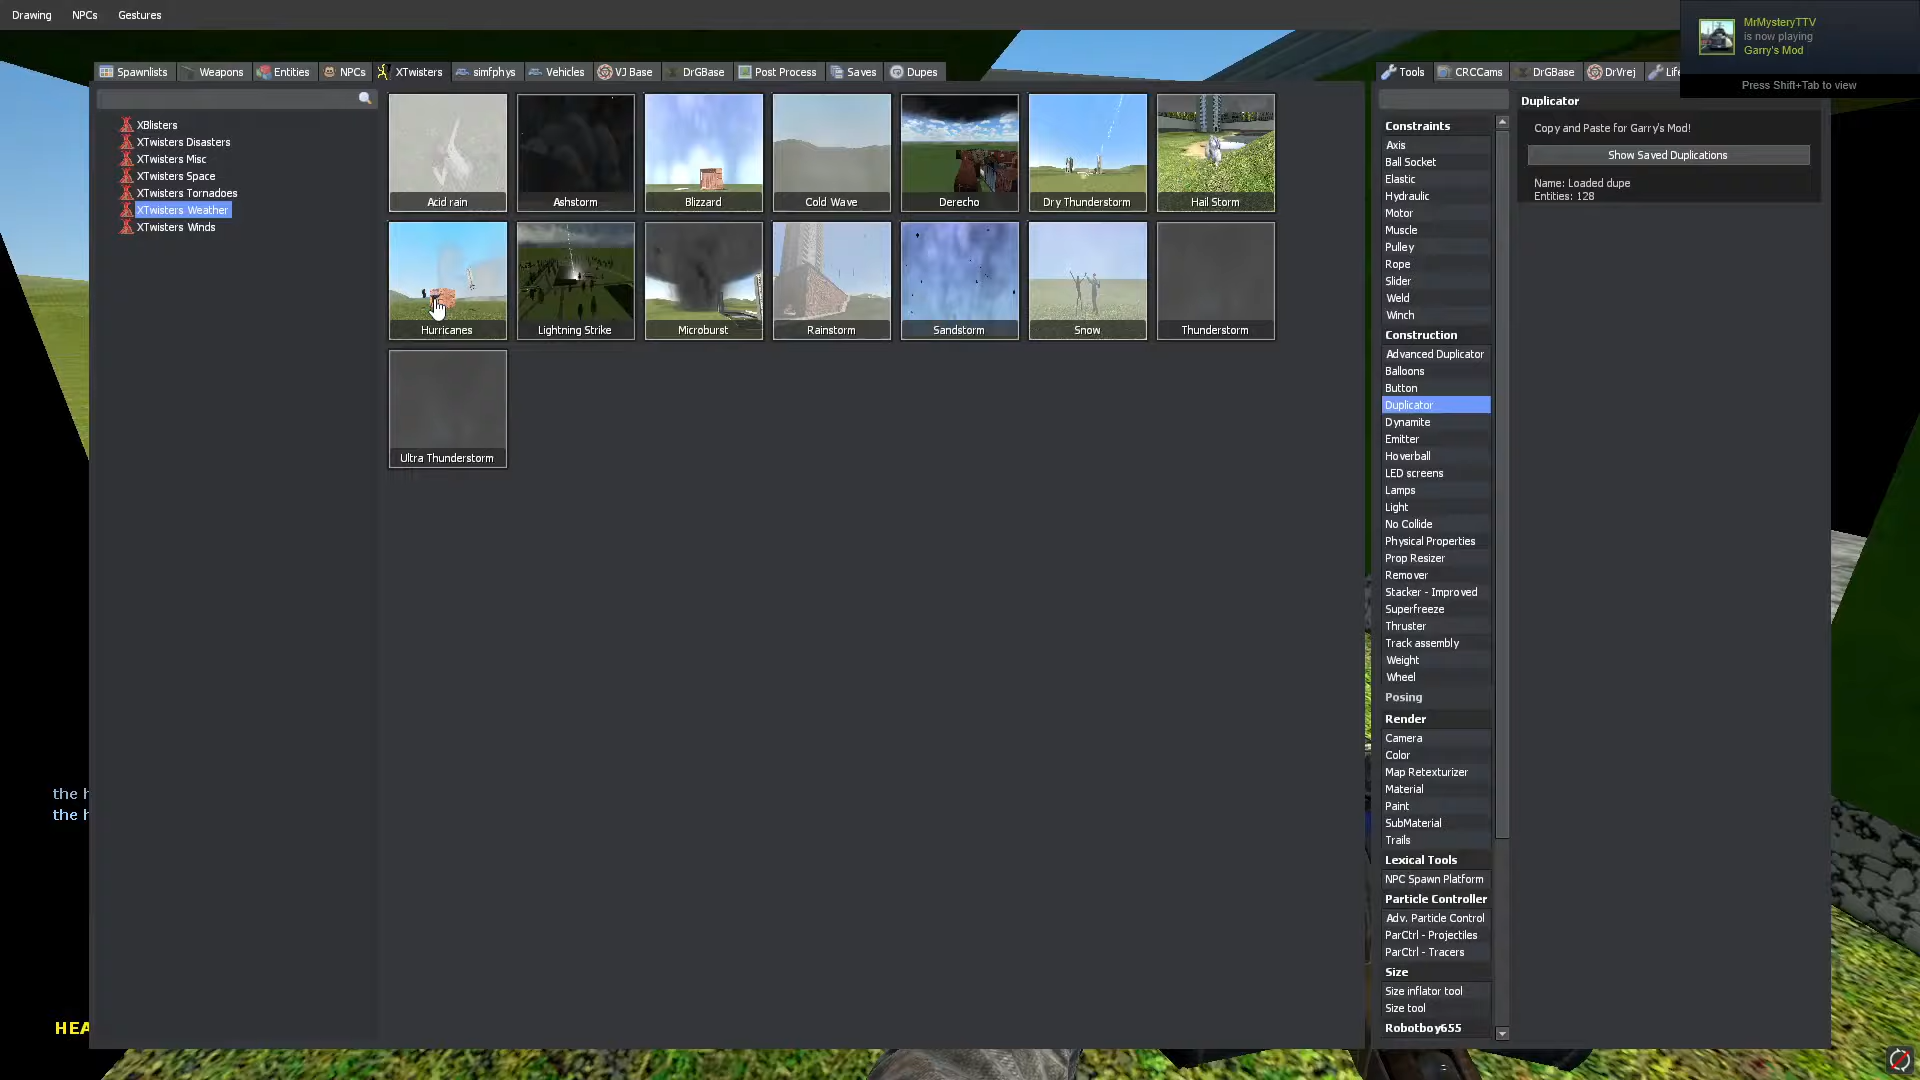 Drawing NPCs Gestures
MrMysteryTTV
is now playing
Garry's Mod
Press Shift+Tab to view
Spawnlists Weapons Entities NPCs XTwisters simfphys Vehicles VJ Base DrGBase Post Process Saves Dupes
Tools CRCCams DrGBase DrVrej Life
XBlisters
XTwisters Disasters
XTwisters Misc
XTwisters Space
XTwisters Tornadoes
XTwisters Weather
XTwisters Winds
Acid rain Ashstorm Blizzard Cold Wave Derecho Dry Thunderstorm Hail Storm
Hurricanes Lightning Strike Microburst Rainstorm Sandstorm Snow Thunderstorm
Ultra Thunderstorm
Constraints
Axis
Ball Socket
Elastic
Hydraulic
Motor
Muscle
Pulley
Rope
Slider
Weld
Winch
Construction
Advanced Duplicator
Balloons
Button
Duplicator
Dynamite
Emitter
Hoverball
LED screens
Lamps
Light
No Collide
Physical Properties
Prop Resizer
Remover
Stacker - Improved
Superfreeze
Thruster
Track assembly
Weight
Wheel
Posing
Render
Camera
Color
Map Retexturizer
Material
Paint
SubMaterial
Trails
Lexical Tools
NPC Spawn Platform
Particle Controller
Adv. Particle Control
ParCtrl - Projectiles
ParCtrl - Tracers
Size
Size inflator tool
Size tool
Robotboy655
Duplicator
Copy and Paste for Garry's Mod!
Show Saved Duplications
Name: Loaded dupe
Entities: 128
the h
the h
HEA